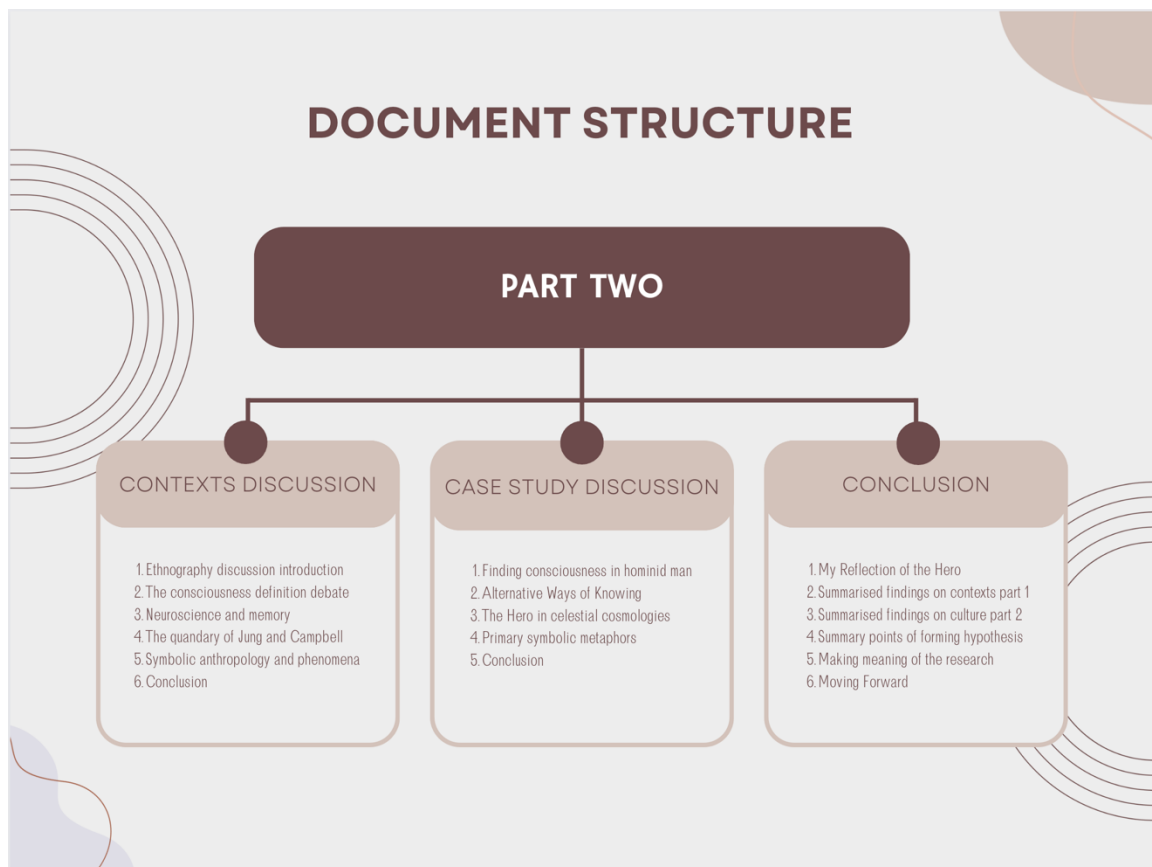 DOCUMENT STRUCTURE
PART TWO
CONTEXTS DISCUSSION
1. Ethnography discussion introduction
2. The consciousness definition debate
3. Neuroscience and memory
4. The quandary of Jung and Campbell
5. Symbolic anthropology and phenomena
6. Conclusion
CASE STUDY DISCUSSION
1. Finding consciousness in hominid man
2. Alternative Ways of Knowing
3. The Hero in celestial cosmologies
4. Primary symbolic metaphors
5. Conclusion
CONCLUSION
1. My Reflection of the Hero
2. Summarised findings on contexts part 1
3. Summarised findings on culture part 2
4. Summary points of forming hypothesis
5. Making meaning of the research
6. Moving Forward